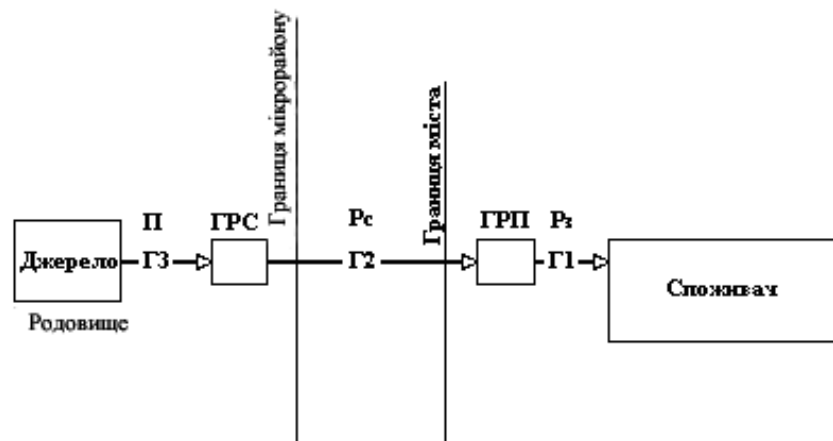 Границя мікрорайону
Границя міста
П
ГРС
Рс
ГРП
Рз
Джерело
Г3
Г2
Г1
Споживач
Родовище